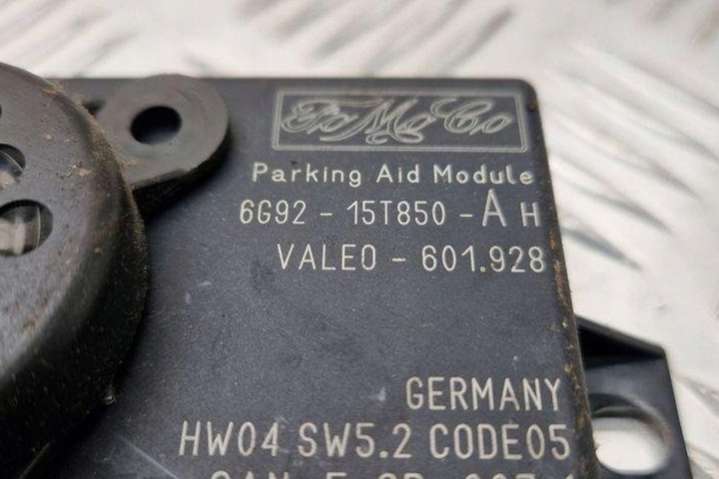 FoMoCo
Parking Aid Module
6G92 - 15T850 - A H
VALEO - 601.928
GERMANY
HW04 SW5.2 CODE05